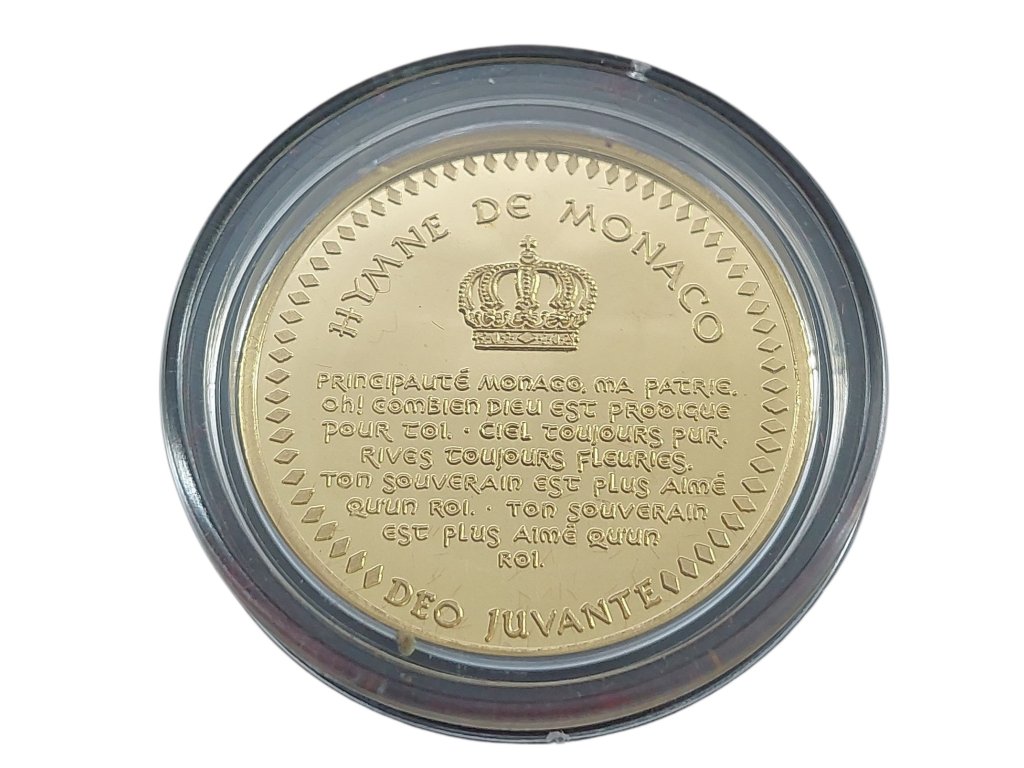 HYMNE DE MONACO
PRINCIPAUTÉ MONACO, MA PATRIE,
OH! COMBIEN DIEU EST PRODIGUE
POUR TOI. · CIEL TOUJOURS PUR,
RIVES TOUJOURS FLEURIES,
TON SOUVERAIN EST PLUS AIMÉ
QU'UN ROI. · TON SOUVERAIN
EST PLUS AIMÉ QU'UN
ROI.
DEO JUVANTE